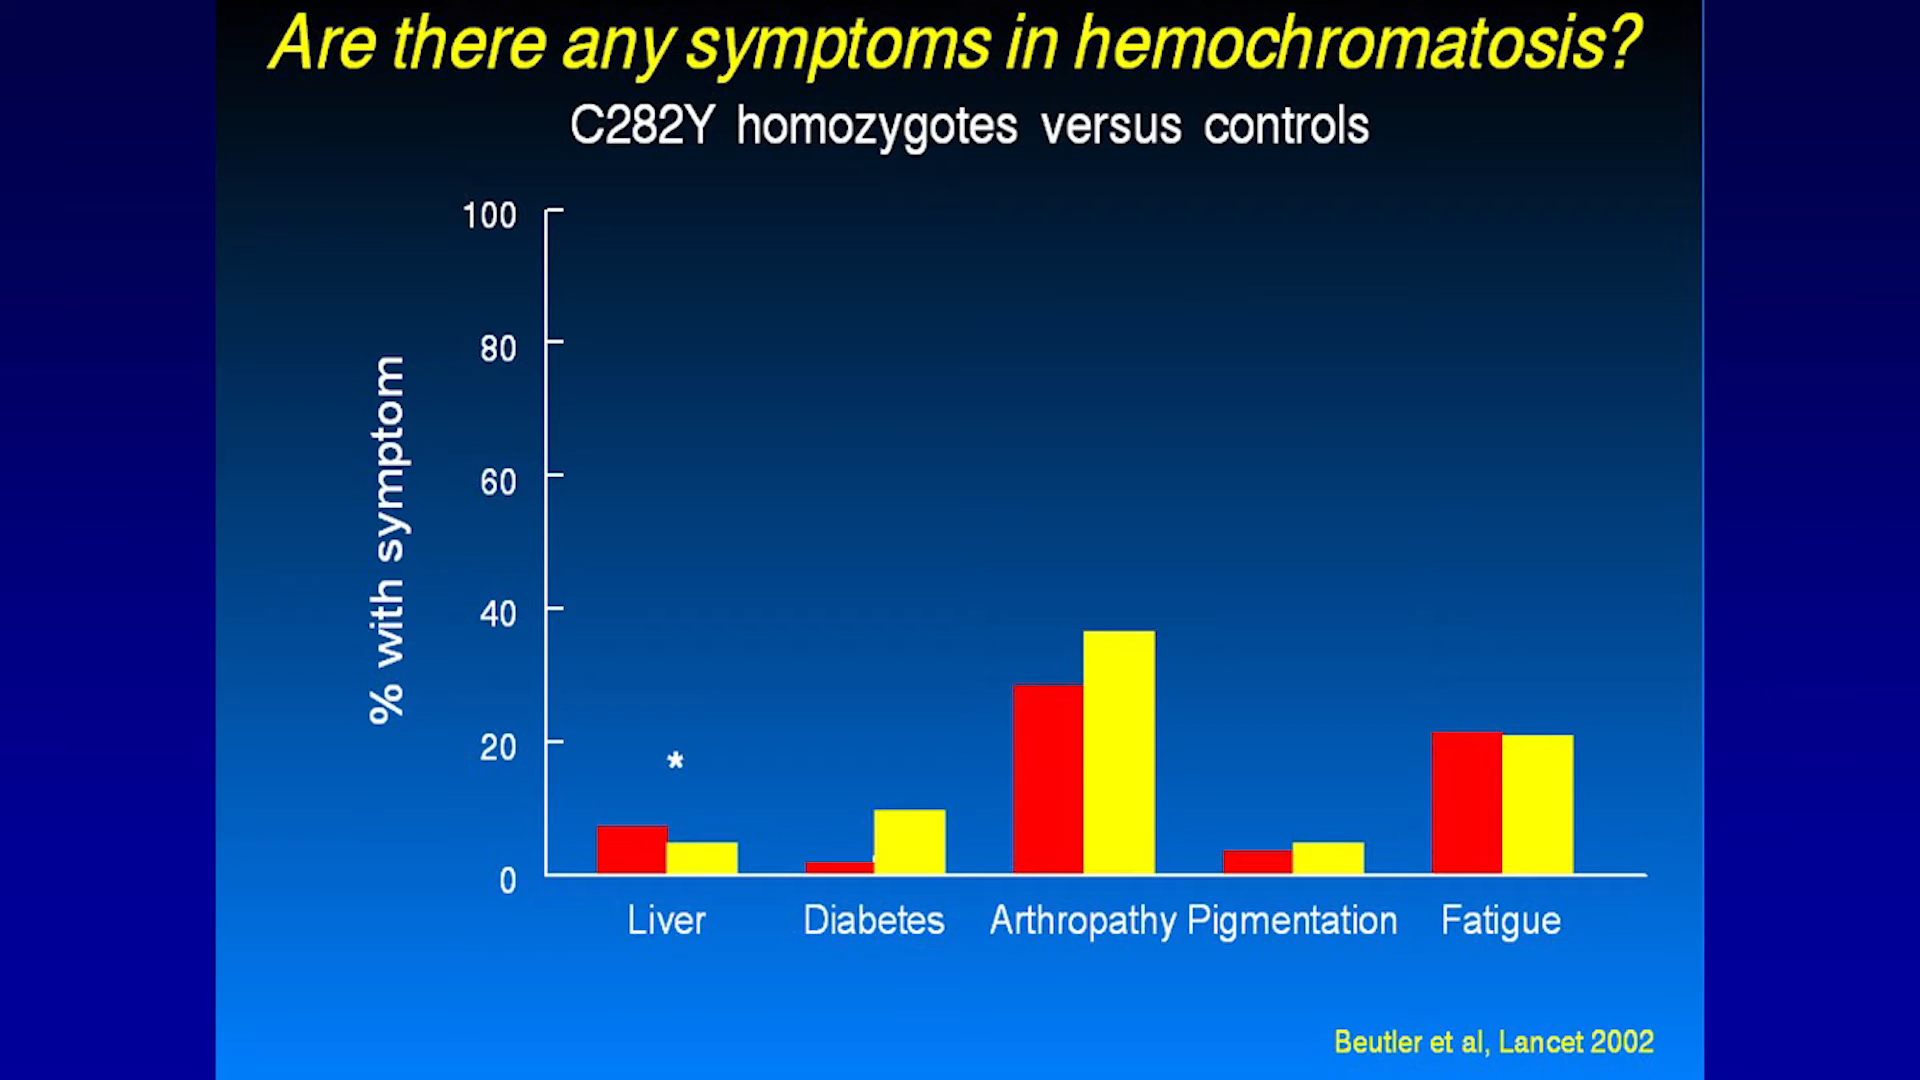 Are there any symptoms in hemochromatosis?
C282Y homozygotes versus controls
% with symptom
100
80
60
40
20
0
*
Liver Diabetes Arthropathy Pigmentation Fatigue
Beutler et al, Lancet 2002